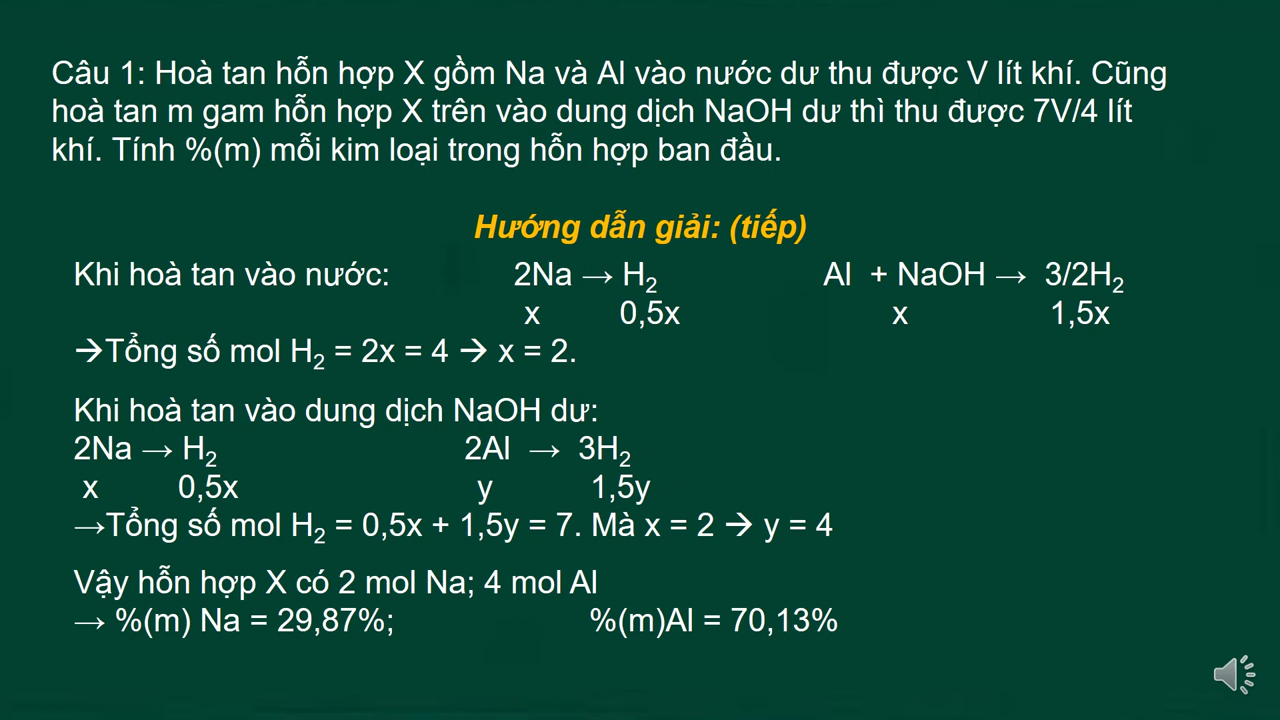 Câu 1: Hoà tan hỗn hợp X gồm Na và Al vào nước dư thu được V lít khí. Cũng
hoà tan m gam hỗn hợp X trên vào dung dịch NaOH dư thì thu được 7V/4 lít
khí. Tính %(m) mỗi kim loại trong hỗn hợp ban đầu.
Hướng dẫn giải: (tiếp)
Khi hoà tan vào nước: 2Na → H₂ Al + NaOH → 3/2H₂
x 0,5x x 1,5x
→Tổng số mol H₂ = 2x = 4 → x = 2.
Khi hoà tan vào dung dịch NaOH dư:
2Na → H₂ 2Al → 3H₂
x 0,5x y 1,5y
→Tổng số mol H₂ = 0,5x + 1,5y = 7. Mà x = 2 → y = 4
Vậy hỗn hợp X có 2 mol Na; 4 mol Al
→ %(m) Na = 29,87%; %(m)Al = 70,13%